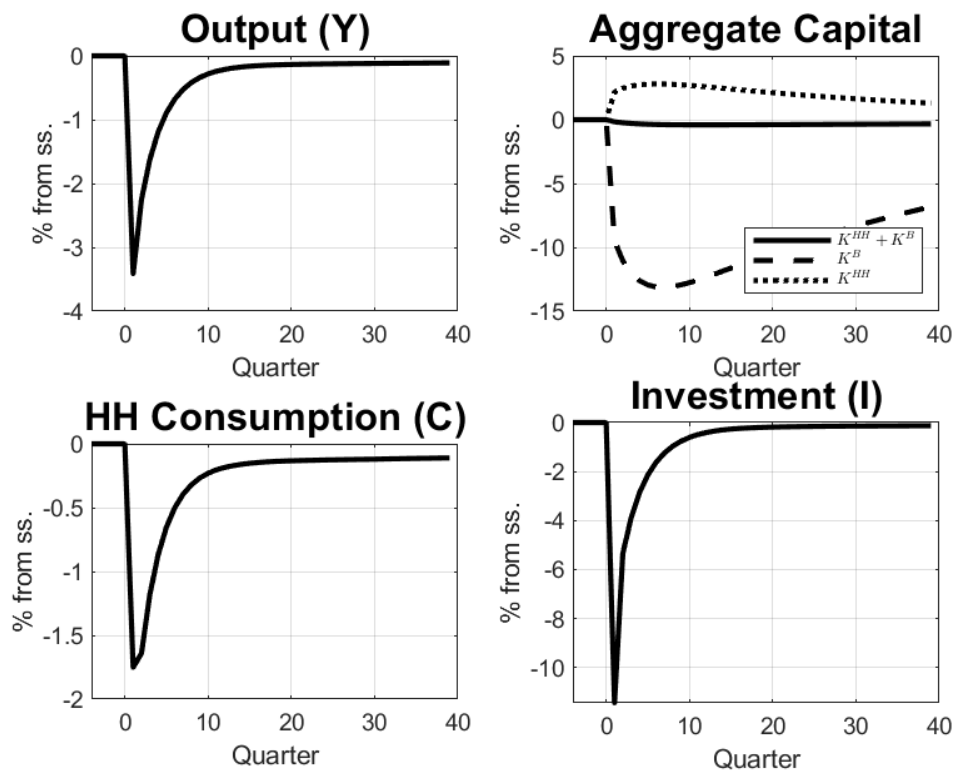 Output (Y)
0
-1
-2
-3
-4
% from ss.
0
10
20
30
40
Quarter
Aggregate Capital
5
0
-5
-10
-15
% from ss.
K^{HH} + K^B
K^B
K^{HH}
0
10
20
30
40
Quarter
HH Consumption (C)
0
-0.5
-1
-1.5
-2
% from ss.
0
10
20
30
40
Quarter
Investment (I)
0
-2
-4
-6
-8
-10
% from ss.
0
10
20
30
40
Quarter